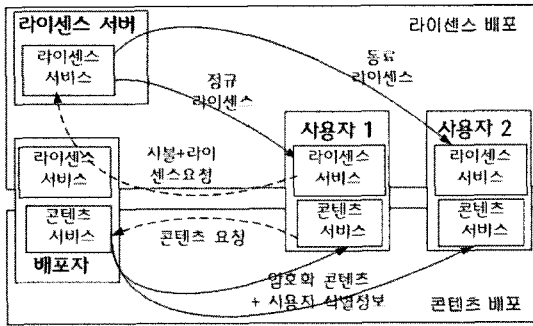 라이센스 서버
라이센스 배포
라이센스
서비스
동료
라이센스
정규
라이센스
사용자 1
사용자 2
라이센스
서비스
지불+라이
센스요청
라이센스
서비스
라이센스
서비스
콘텐츠
서비스
콘텐츠 요청
콘텐츠
서비스
콘텐츠
서비스
배포자
암호화 콘텐츠
+ 사용자 식별정보
콘텐츠 배포